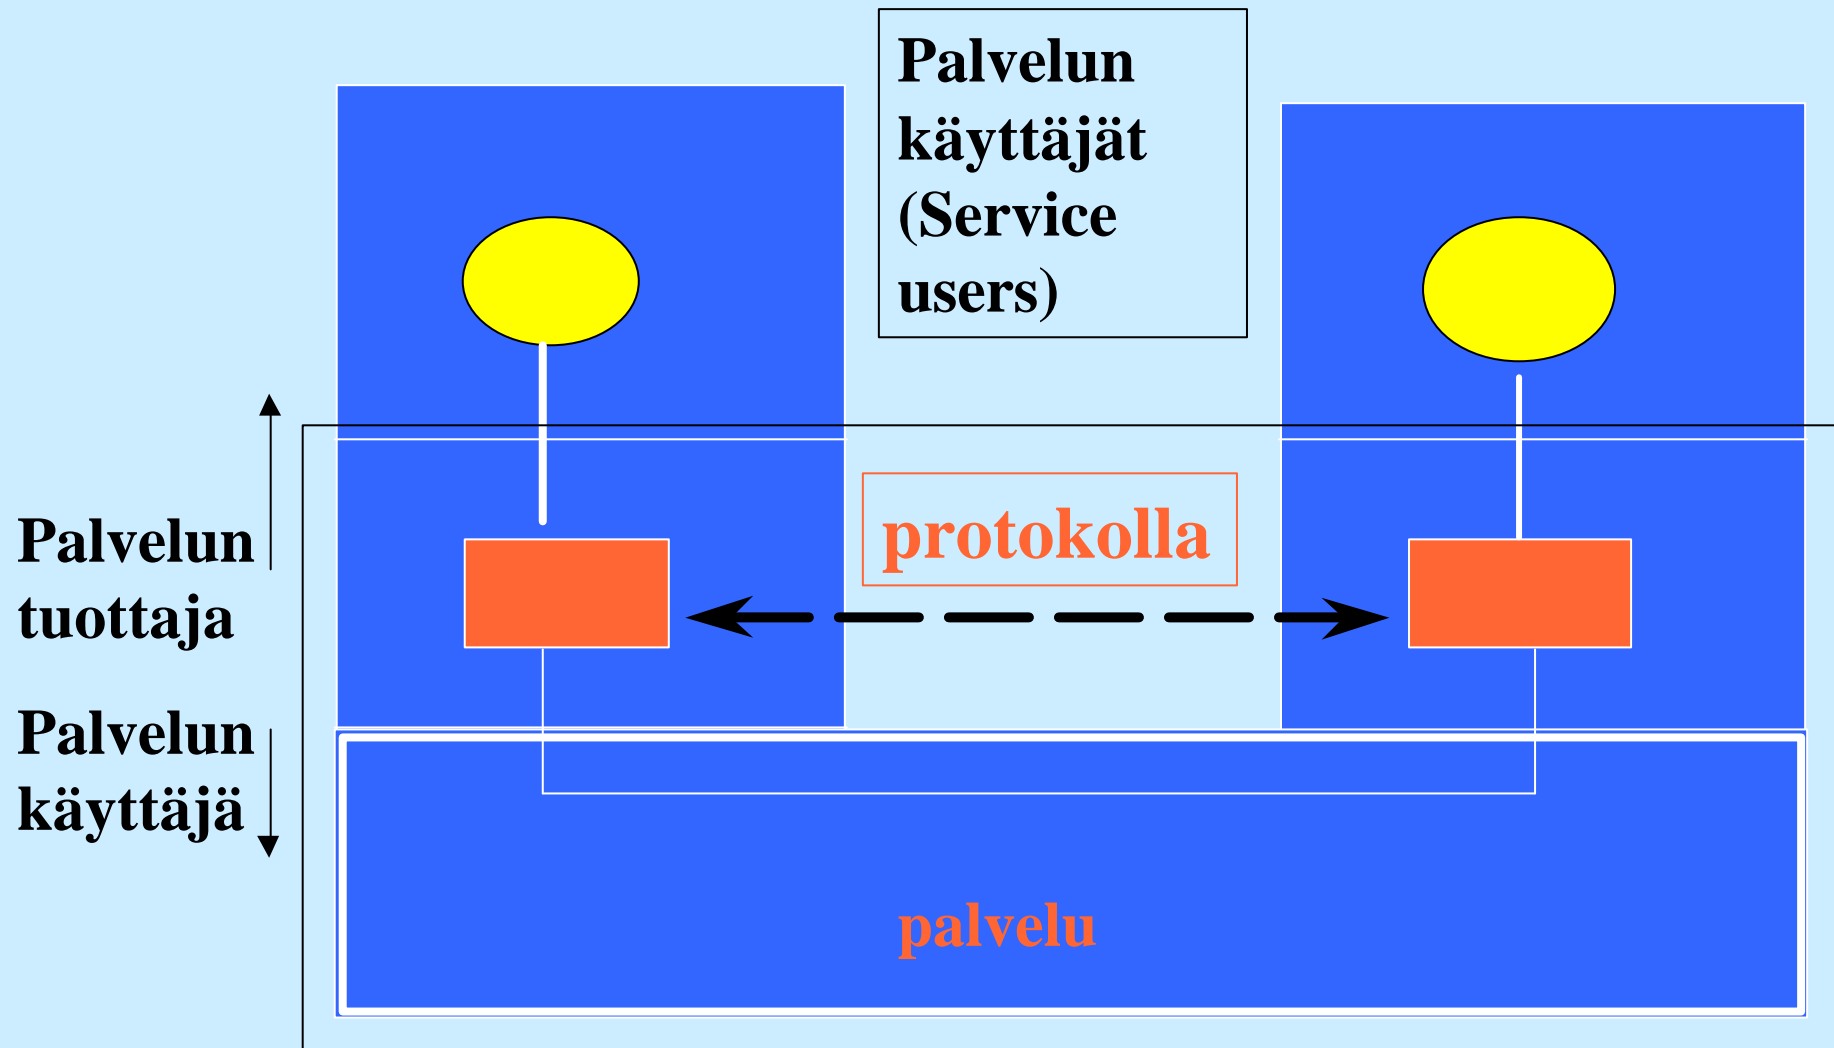 Palvelun
käyttäjät
(Service
users)
protokolla
Palvelun
tuottaja
Palvelun
käyttäjä
palvelu